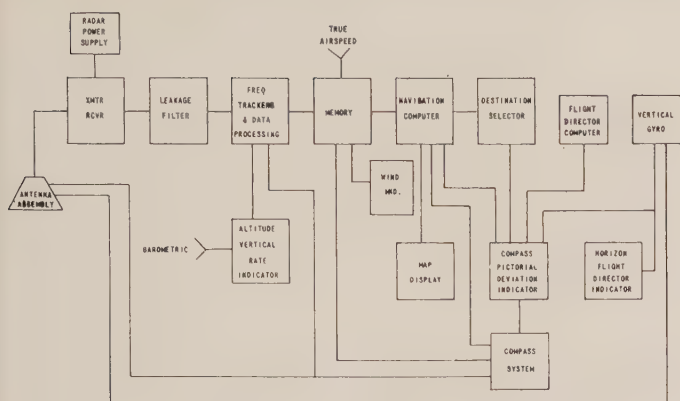 RADAR
POWER
SUPPLY
TRUE
AIRSPEED
XMTR
RCVR
LEAKAGE
FILTER
FREQ
TRACKING
& DATA
PROCESSING
MEMORY
NAVIGATION
COMPUTER
DESTINATION
SELECTOR
FLIGHT
DIRECTOR
COMPUTER
VERTICAL
GYRO
ANTENNA
ASSEMBLY
WIND
MND.
BAROMETRIC
ALTITUDE
VERTICAL
RATE
INDICATOR
MAP
DISPLAY
COMPASS
PICTORIAL
DEVIATION
INDICATOR
HORIZON
FLIGHT
DIRECTOR
INDICATOR
COMPASS
SYSTEM